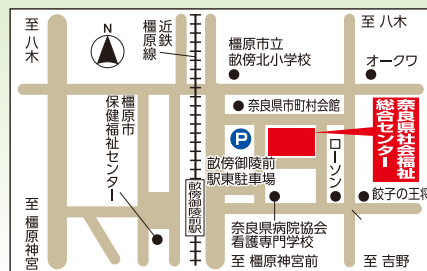 至
八
木
N
近鉄
橿原線
橿原市立
畝傍北小学校
至 八木
オークワ
奈良県市町村会館
奈良県社会福祉
総合センター
橿原市
保健福祉センター
P
畝傍御陵前
駅東駐車場
畝傍御陵前駅
ローソン
餃子の王将
奈良県病院協会
看護専門学校
至
橿原神宮
至 橿原神宮前
至 吉野